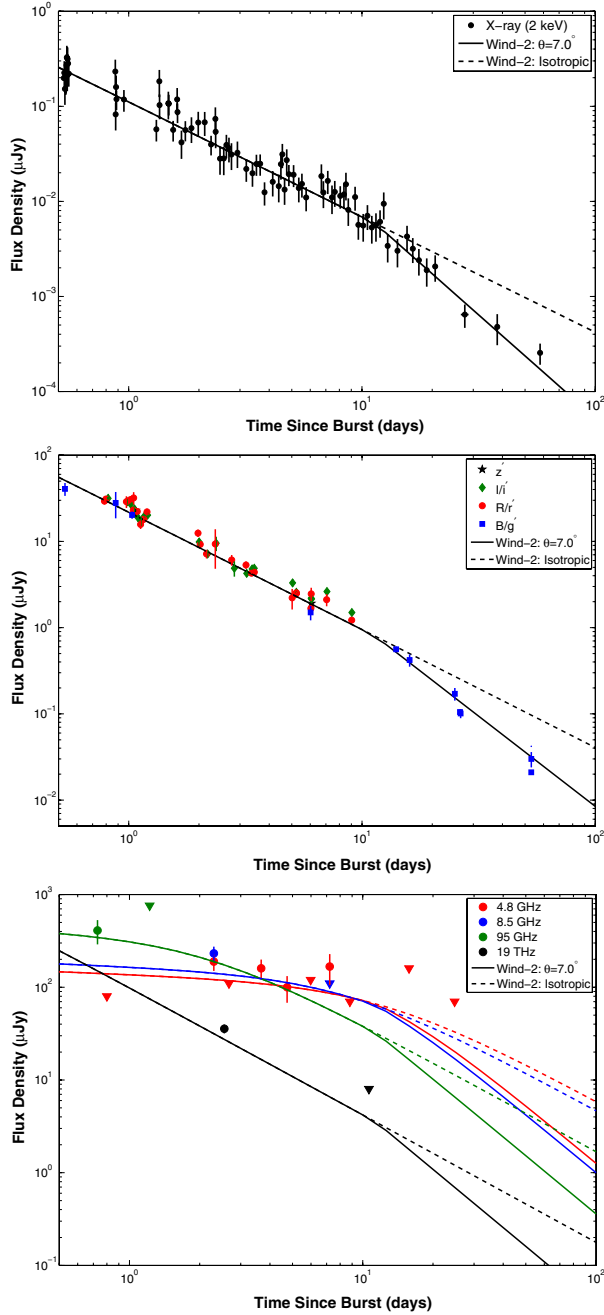 10^0
10^-1
10^-2
10^-3
10^-4
Flux Density (μJy)
X-ray (2 keV)
Wind-2: θ=7.0°
Wind-2: Isotropic
10^0
10^1
10^2
Time Since Burst (days)
10^2
10^1
10^0
10^-1
10^-2
Flux Density (μJy)
z'
I/i'
R/r'
B/g'
Wind-2: θ=7.0°
Wind-2: Isotropic
10^0
10^1
10^2
Time Since Burst (days)
10^3
10^2
10^1
10^0
10^-1
Flux Density (μJy)
4.8 GHz
8.5 GHz
95 GHz
19 THz
Wind-2: θ=7.0°
Wind-2: Isotropic
10^0
10^1
10^2
Time Since Burst (days)